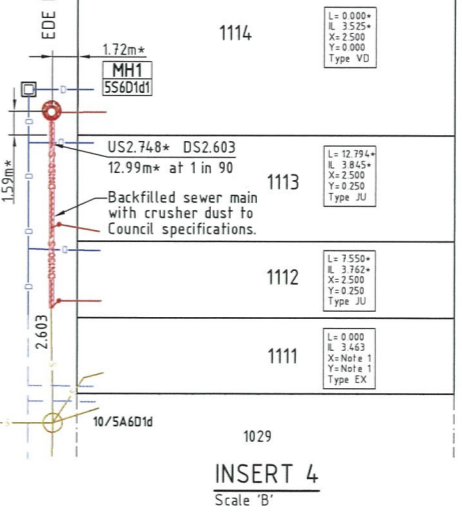 EDE
1.72m*
MH1
5S6D1d1
1.59m*
US2.748* DS2.603
12.99m* at 1 in 90
Backfilled sewer main
with crusher dust to
Council specifications.
2.603
10/5A6D1d
1114
L= 0.000*
IL 3.525*
X=2.500
Y=0.000
Type VD
1113
L= 12.794*
IL 3.845*
X=2.500
Y=0.250
Type JU
1112
L= 7.550*
IL 3.762*
X=2.500
Y=0.250
Type JU
1111
L= 0.000
IL 3.463
X=Note 1
Y=Note 1
Type EX
1029
INSERT 4
Scale 'B'